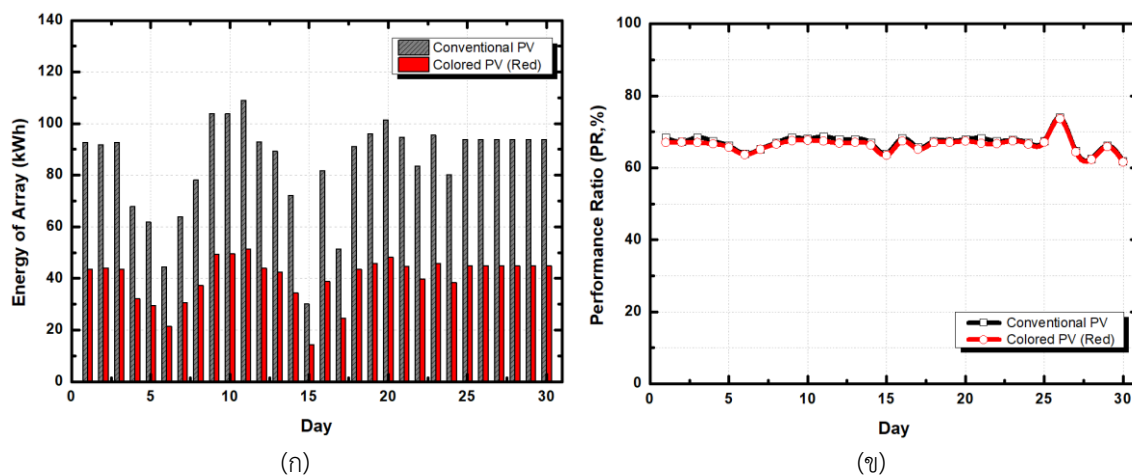 Energy of Array (kWh)
140
120
100
80
60
40
20
0
Conventional PV
Colored PV (Red)
0 5 10 15 20 25 30
Day
(ก)
Performance Ratio (PR,%)
100
80
60
40
20
0
Conventional PV
Colored PV (Red)
0 5 10 15 20 25 30
Day
(ข)